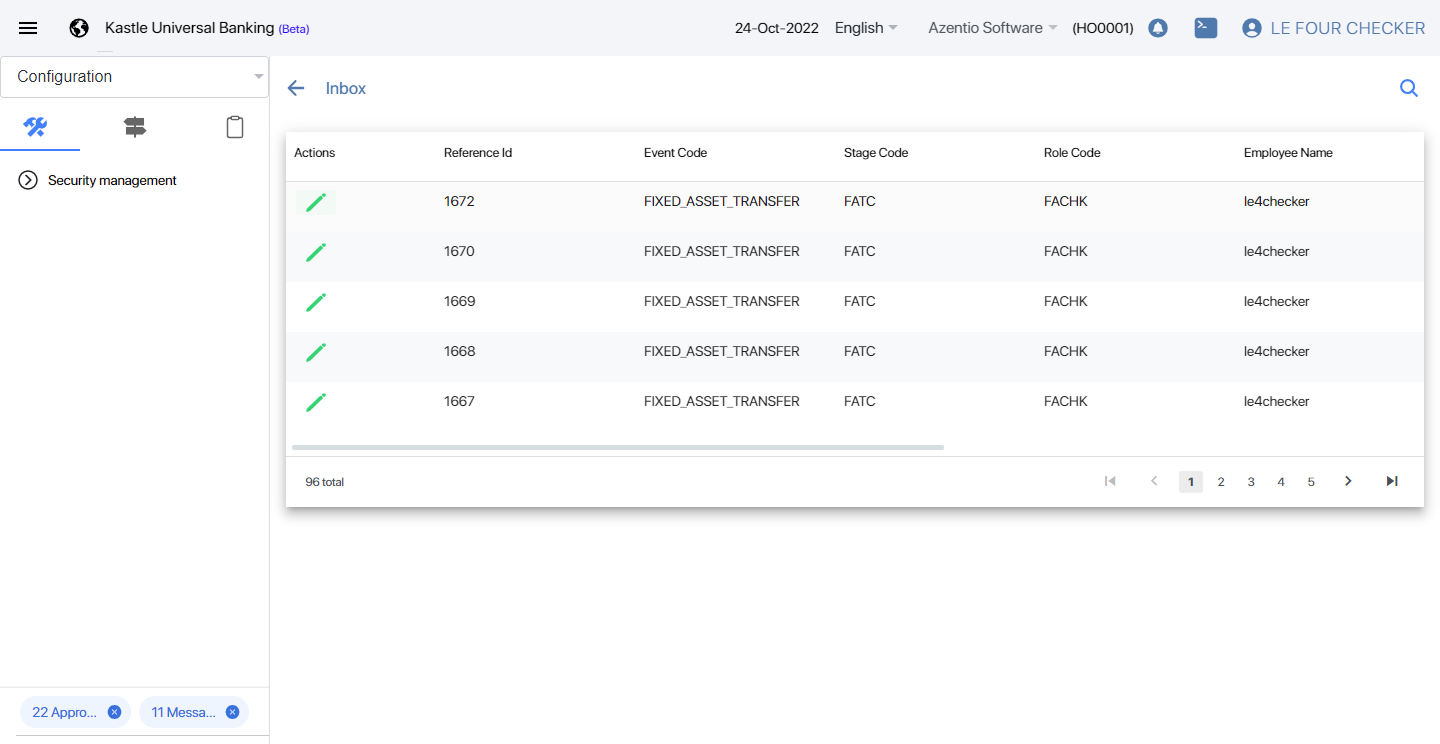 Kastle Universal Banking (Beta) 24-Oct-2022 English Azentio Software (HO0001) LE FOUR CHECKER
Configuration
Inbox
Security management
Actions Reference Id Event Code Stage Code Role Code Employee Name
1672 FIXED_ASSET_TRANSFER FATC FACHK le4checker
1670 FIXED_ASSET_TRANSFER FATC FACHK le4checker
1669 FIXED_ASSET_TRANSFER FATC FACHK le4checker
1668 FIXED_ASSET_TRANSFER FATC FACHK le4checker
1667 FIXED_ASSET_TRANSFER FATC FACHK le4checker
96 total 1 2 3 4 5
22 Appro... 11 Messa...